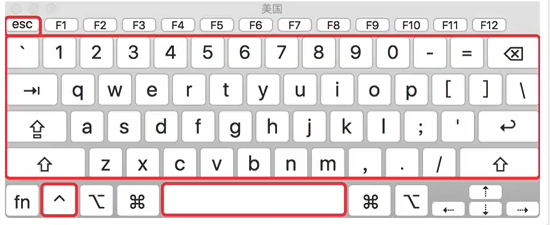 美国
esc F1 F2 F3 F4 F5 F6 F7 F8 F9 F10 F11 F12
` 1 2 3 4 5 6 7 8 9 0 - = ⌫
⇥ q w e r t y u i o p [ ] \
⇪ a s d f g h j k l ; ' ↩
⇧ z x c v b n m , . / ⇧
fn ^ ⌥ ⌘ ⌘ ⌥ ⇠ ⇡ ⇣ ⇢